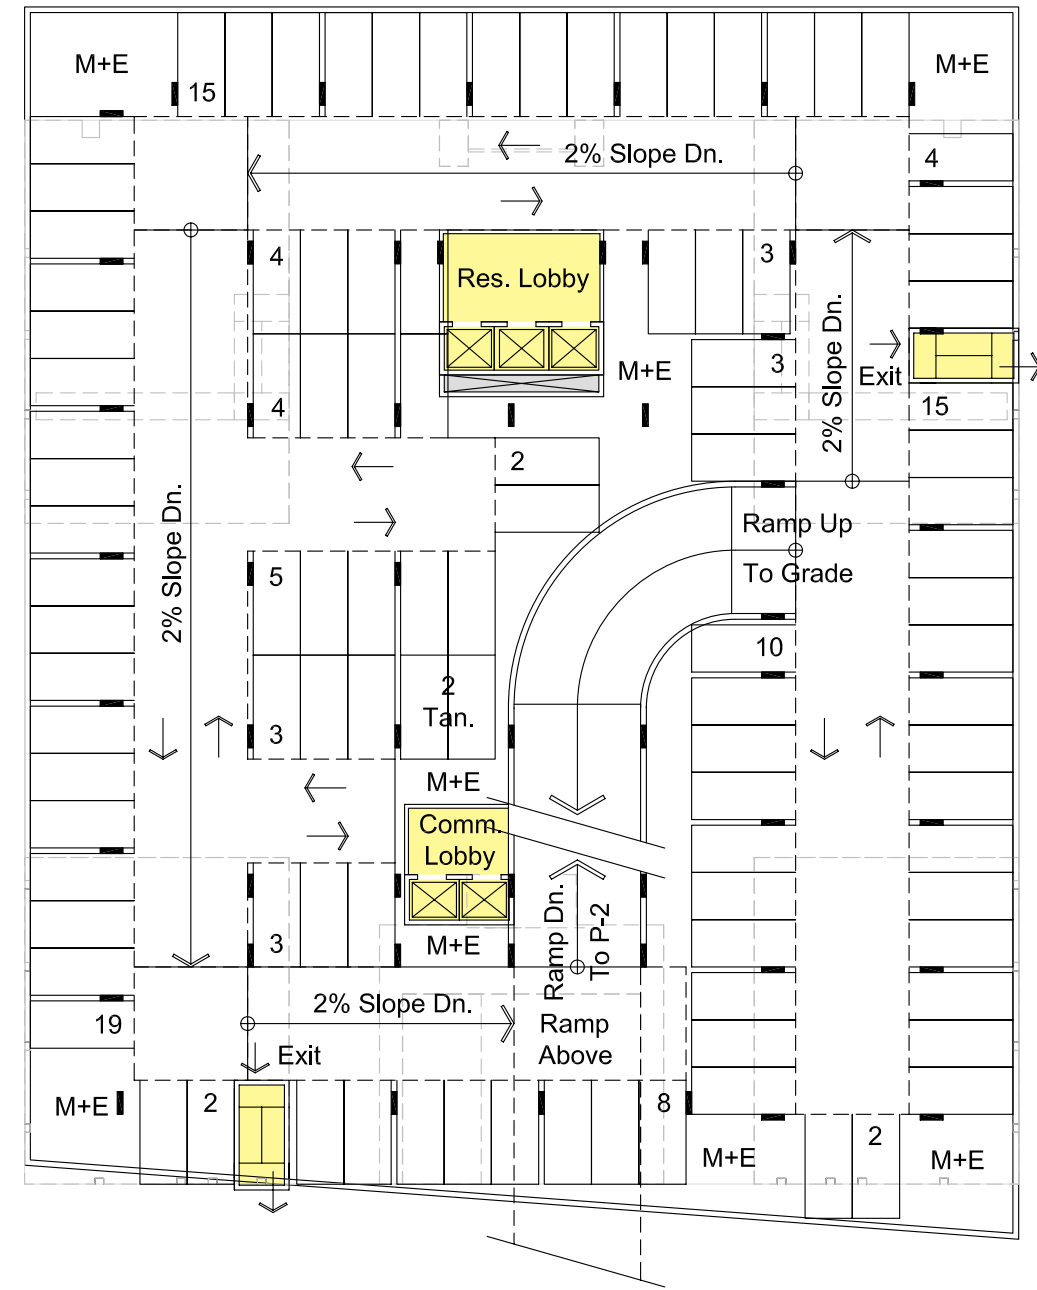 M+E
M+E
15
2% Slope Dn.
4
4
Res. Lobby
3
2% Slope Dn.
M+E
3
Exit
4
15
2
2% Slope Dn.
Ramp Up
To Grade
5
10
2
Tan.
3
M+E
Comm.
Lobby
Ramp Dn.
To P-2
3
M+E
2% Slope Dn.
19
Ramp
Above
Exit
M+E
2
8
2
M+E
M+E